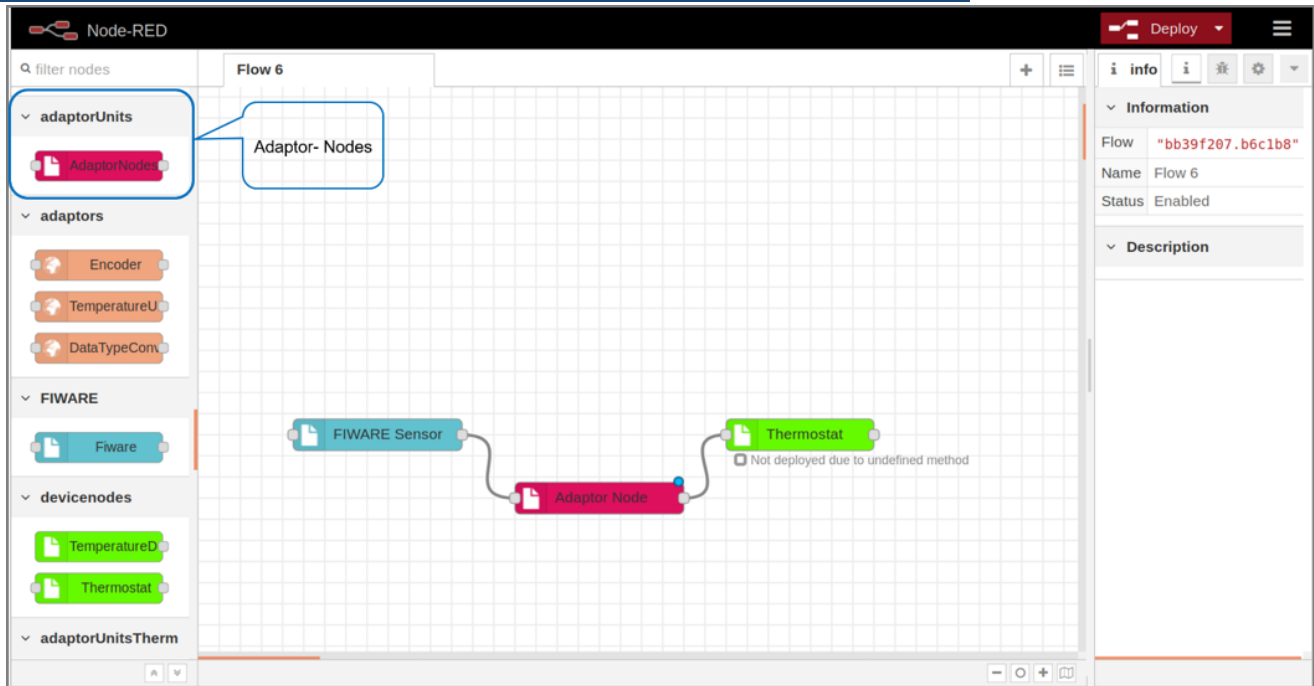 Node-RED
Deploy
filter nodes
Flow 6
info
adaptorUnits
AdaptorNodes
Adaptor- Nodes
adaptors
Encoder
TemperatureU
DataTypeConv
FIWARE
Fiware
devicenodes
TemperatureD
Thermostat
adaptorUnitsTherm
FIWARE Sensor
Adaptor Node
Thermostat
Not deployed due to undefined method
Information
Flow "bb39f207.b6c1b8"
Name Flow 6
Status Enabled
Description